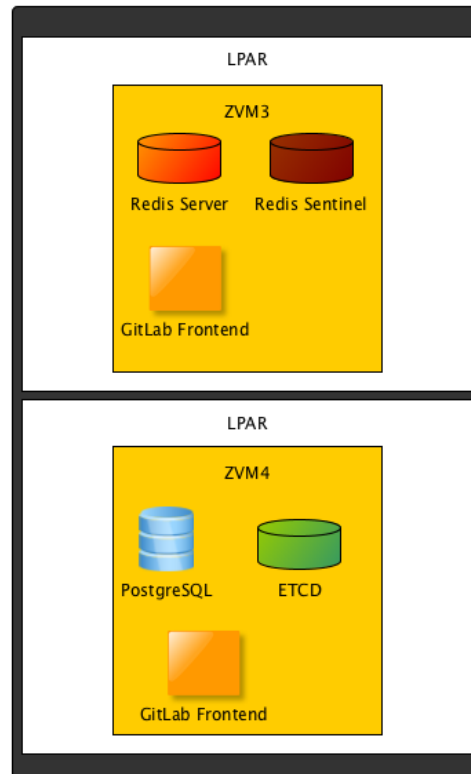 LPAR
ZVM3
Redis Server Redis Sentinel
GitLab Frontend
LPAR
ZVM4
PostgreSQL ETCD
GitLab Frontend